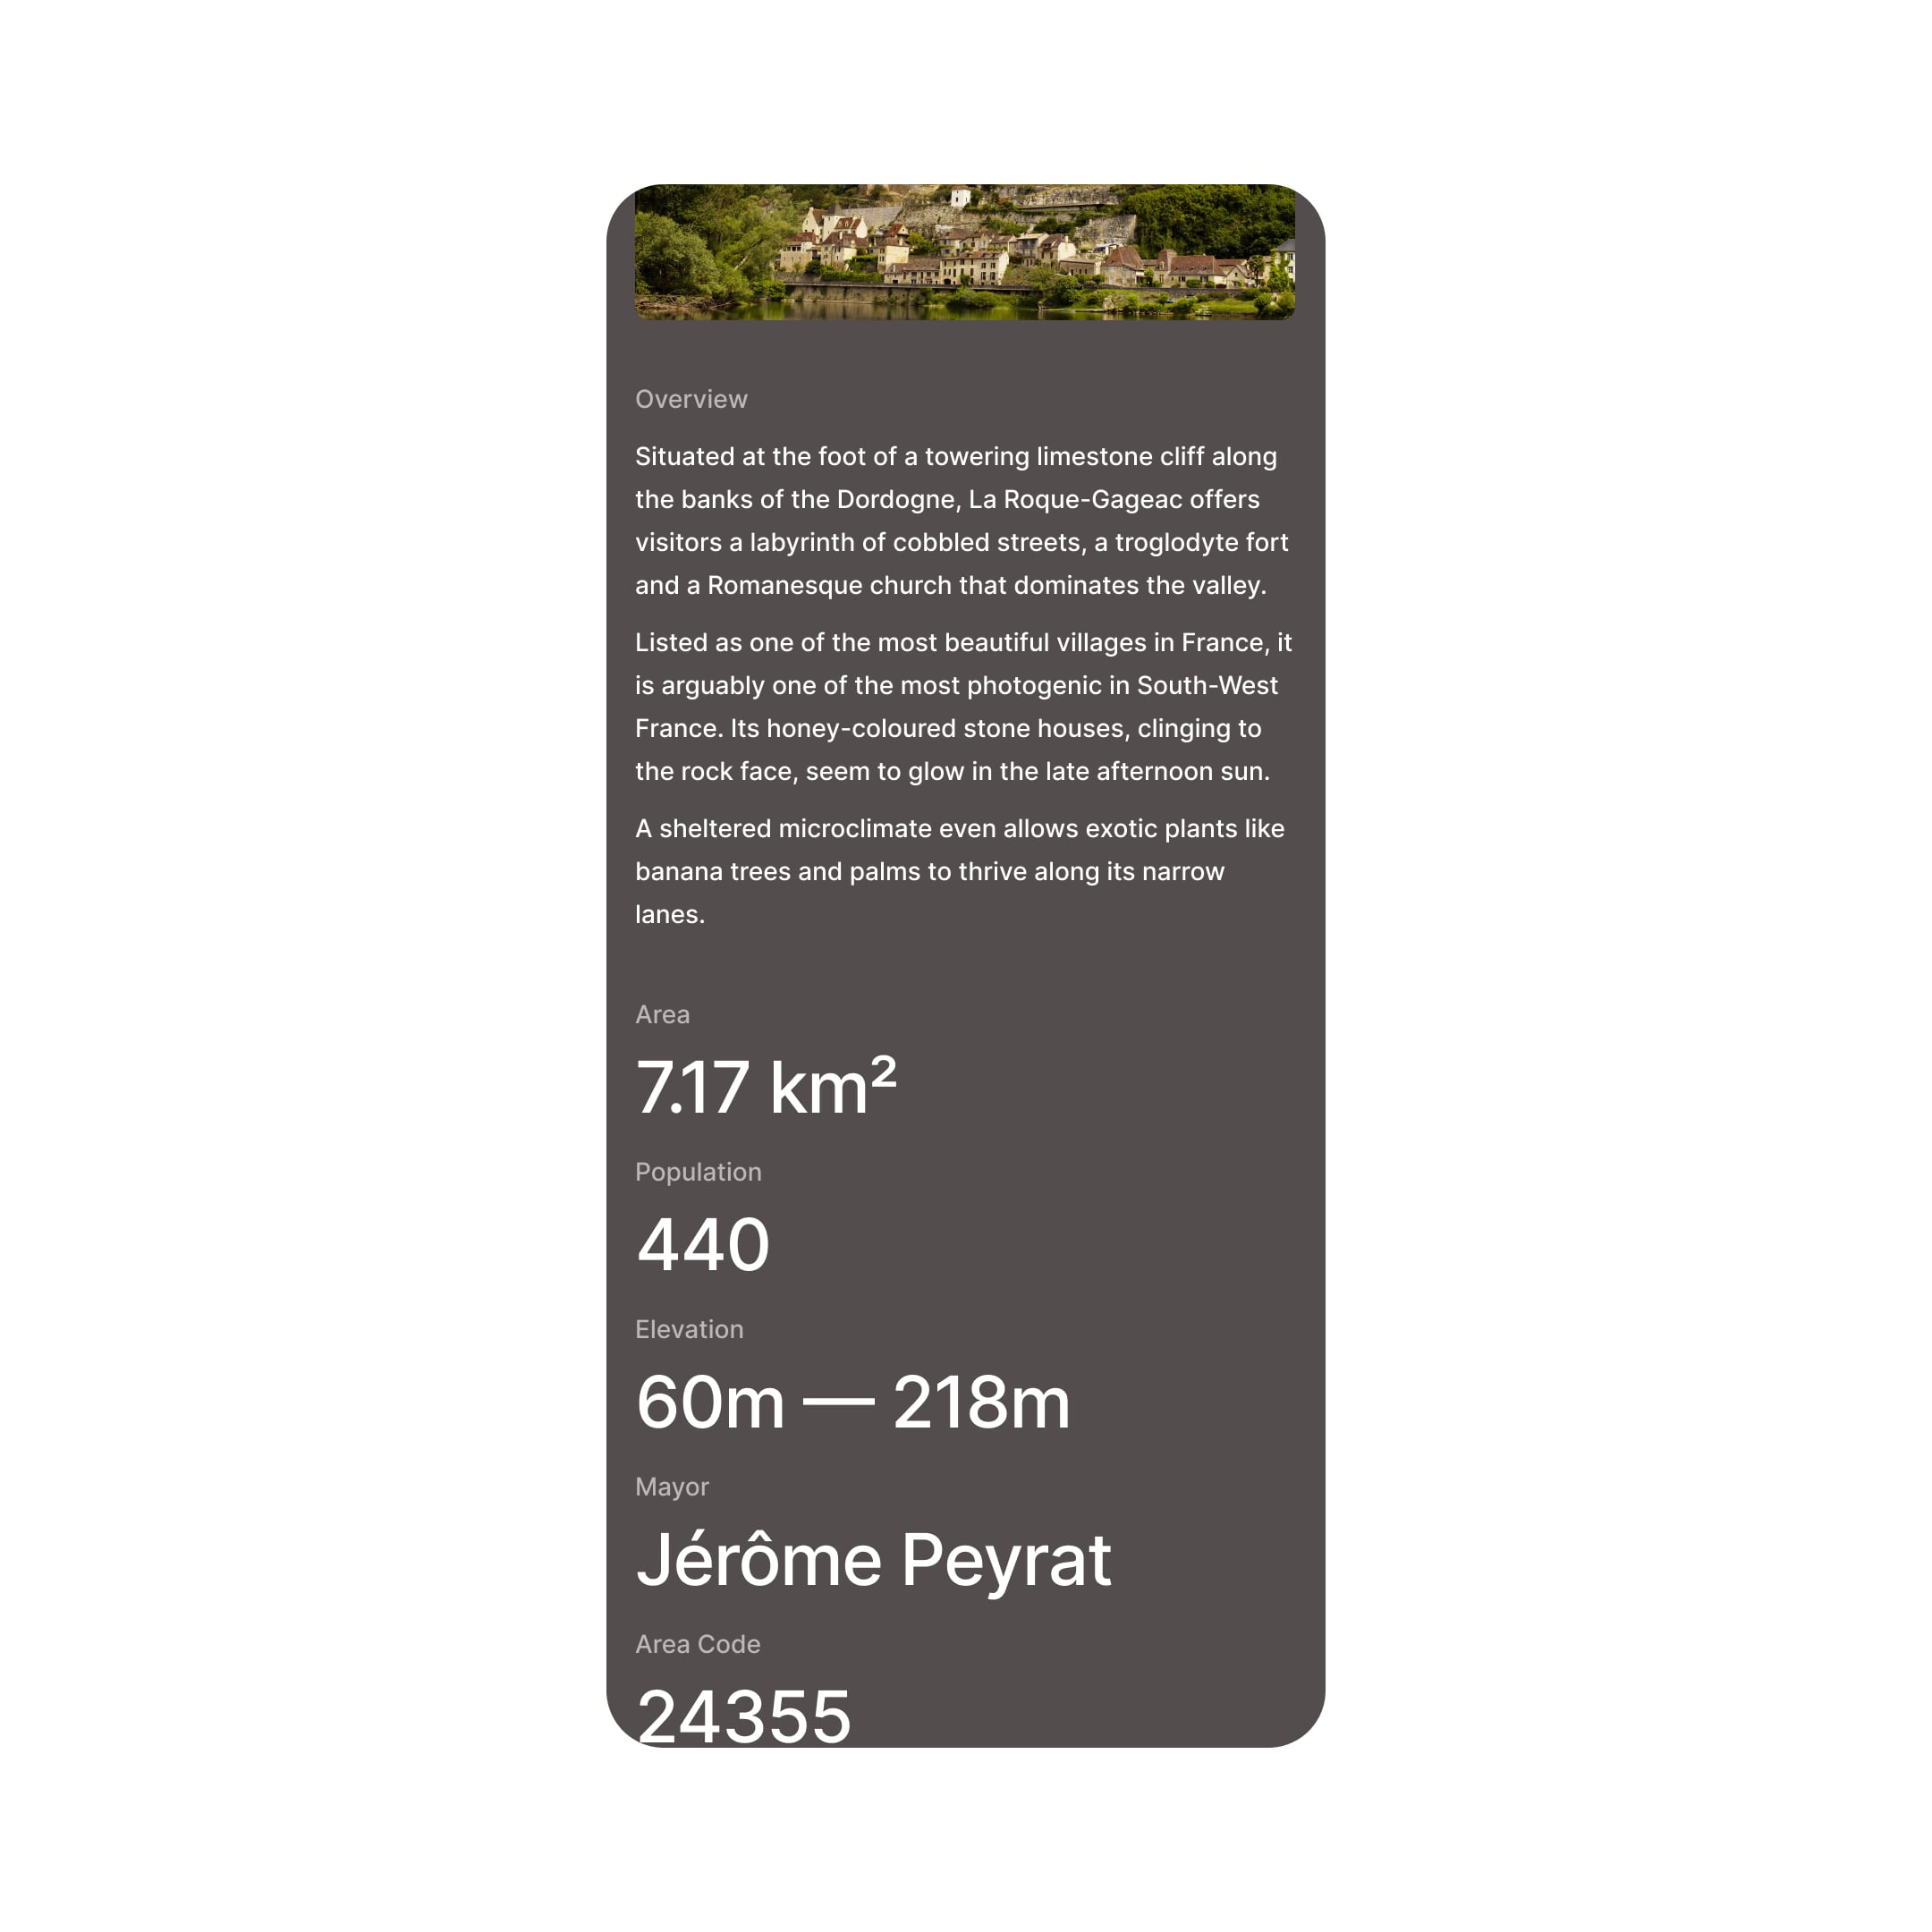 Overview
Situated at the foot of a towering limestone cliff along
the banks of the Dordogne, La Roque-Gageac offers
visitors a labyrinth of cobbled streets, a troglodyte fort
and a Romanesque church that dominates the valley.
Listed as one of the most beautiful villages in France, it
is arguably one of the most photogenic in South-West
France. Its honey-coloured stone houses, clinging to
the rock face, seem to glow in the late afternoon sun.
A sheltered microclimate even allows exotic plants like
banana trees and palms to thrive along its narrow
lanes.
Area
7.17 km²
Population
440
Elevation
60m — 218m
Mayor
Jérôme Peyrat
Area Code
24355